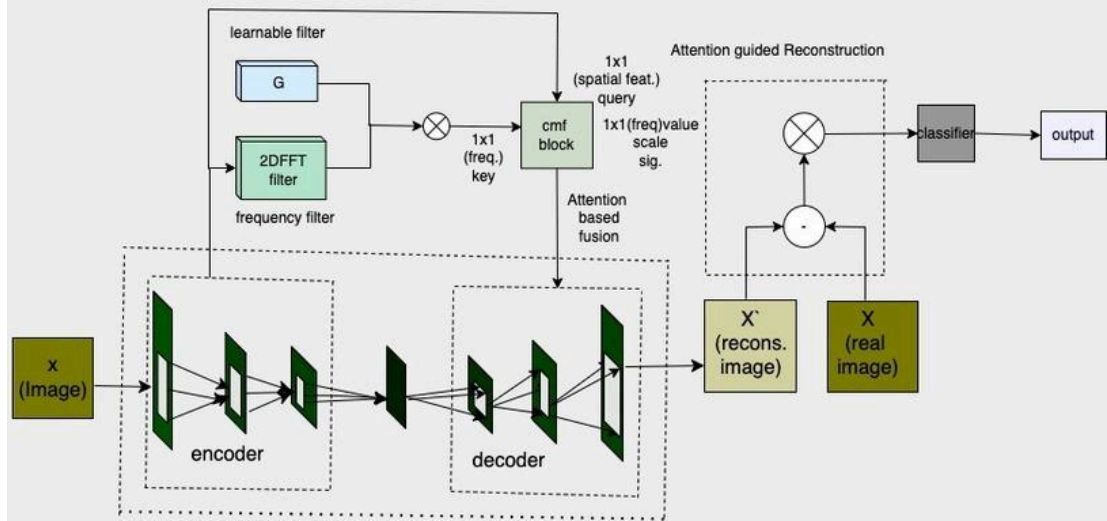 learnable filter
G
2DFFT
filter
frequency filter
1x1
(freq.)
key
cmf
block
1x1
(spatial feat.)
query
1x1(freq)value
scale
sig.
Attention
based
fusion
Attention guided Reconstruction
classifier
output
-
x
(Image)
encoder
decoder
X`
(recons.
image)
X
(real
image)